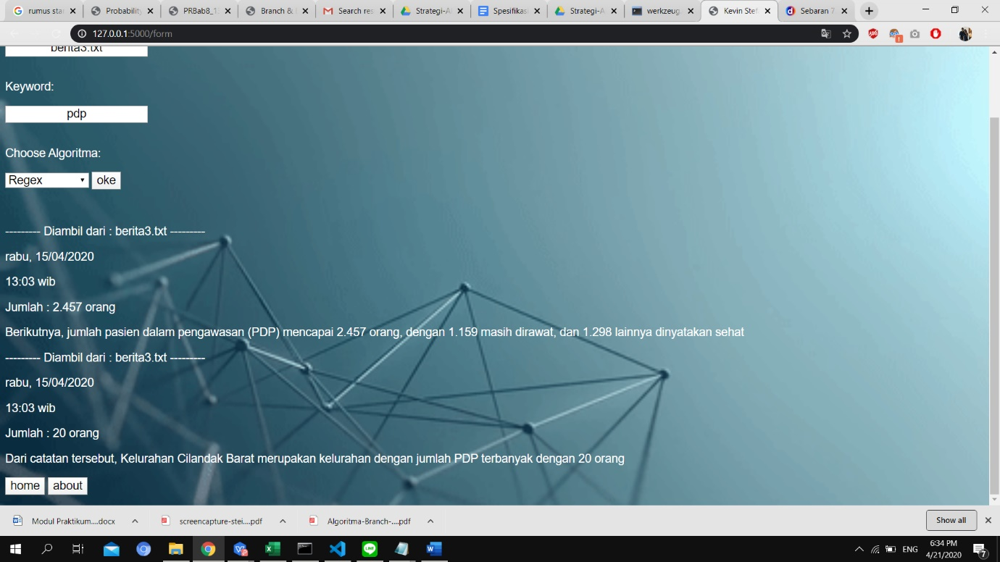 rumus star
Probability
PRBab8_1.
Branch &
Search res
Strategi-A
Spesifikas
Strategi-A
werkzeug.
Kevin Stef
Sebaran 7
127.0.0.1:5000/form
berita3.txt
Keyword:
pdp
Choose Algoritma:
Regex oke
--------- Diambil dari : berita3.txt ---------
rabu, 15/04/2020
13:03 wib
Jumlah : 2.457 orang
Berikutnya, jumlah pasien dalam pengawasan (PDP) mencapai 2.457 orang, dengan 1.159 masih dirawat, dan 1.298 lainnya dinyatakan sehat
--------- Diambil dari : berita3.txt ---------
rabu, 15/04/2020
13:03 wib
Jumlah : 20 orang
Dari catatan tersebut, Kelurahan Cilandak Barat merupakan kelurahan dengan jumlah PDP terbanyak dengan 20 orang
home about
Modul Praktikum....docx
screencapture-stei....pdf
Algoritma-Branch-....pdf
Show all
ENG
6:34 PM
4/21/2020
7